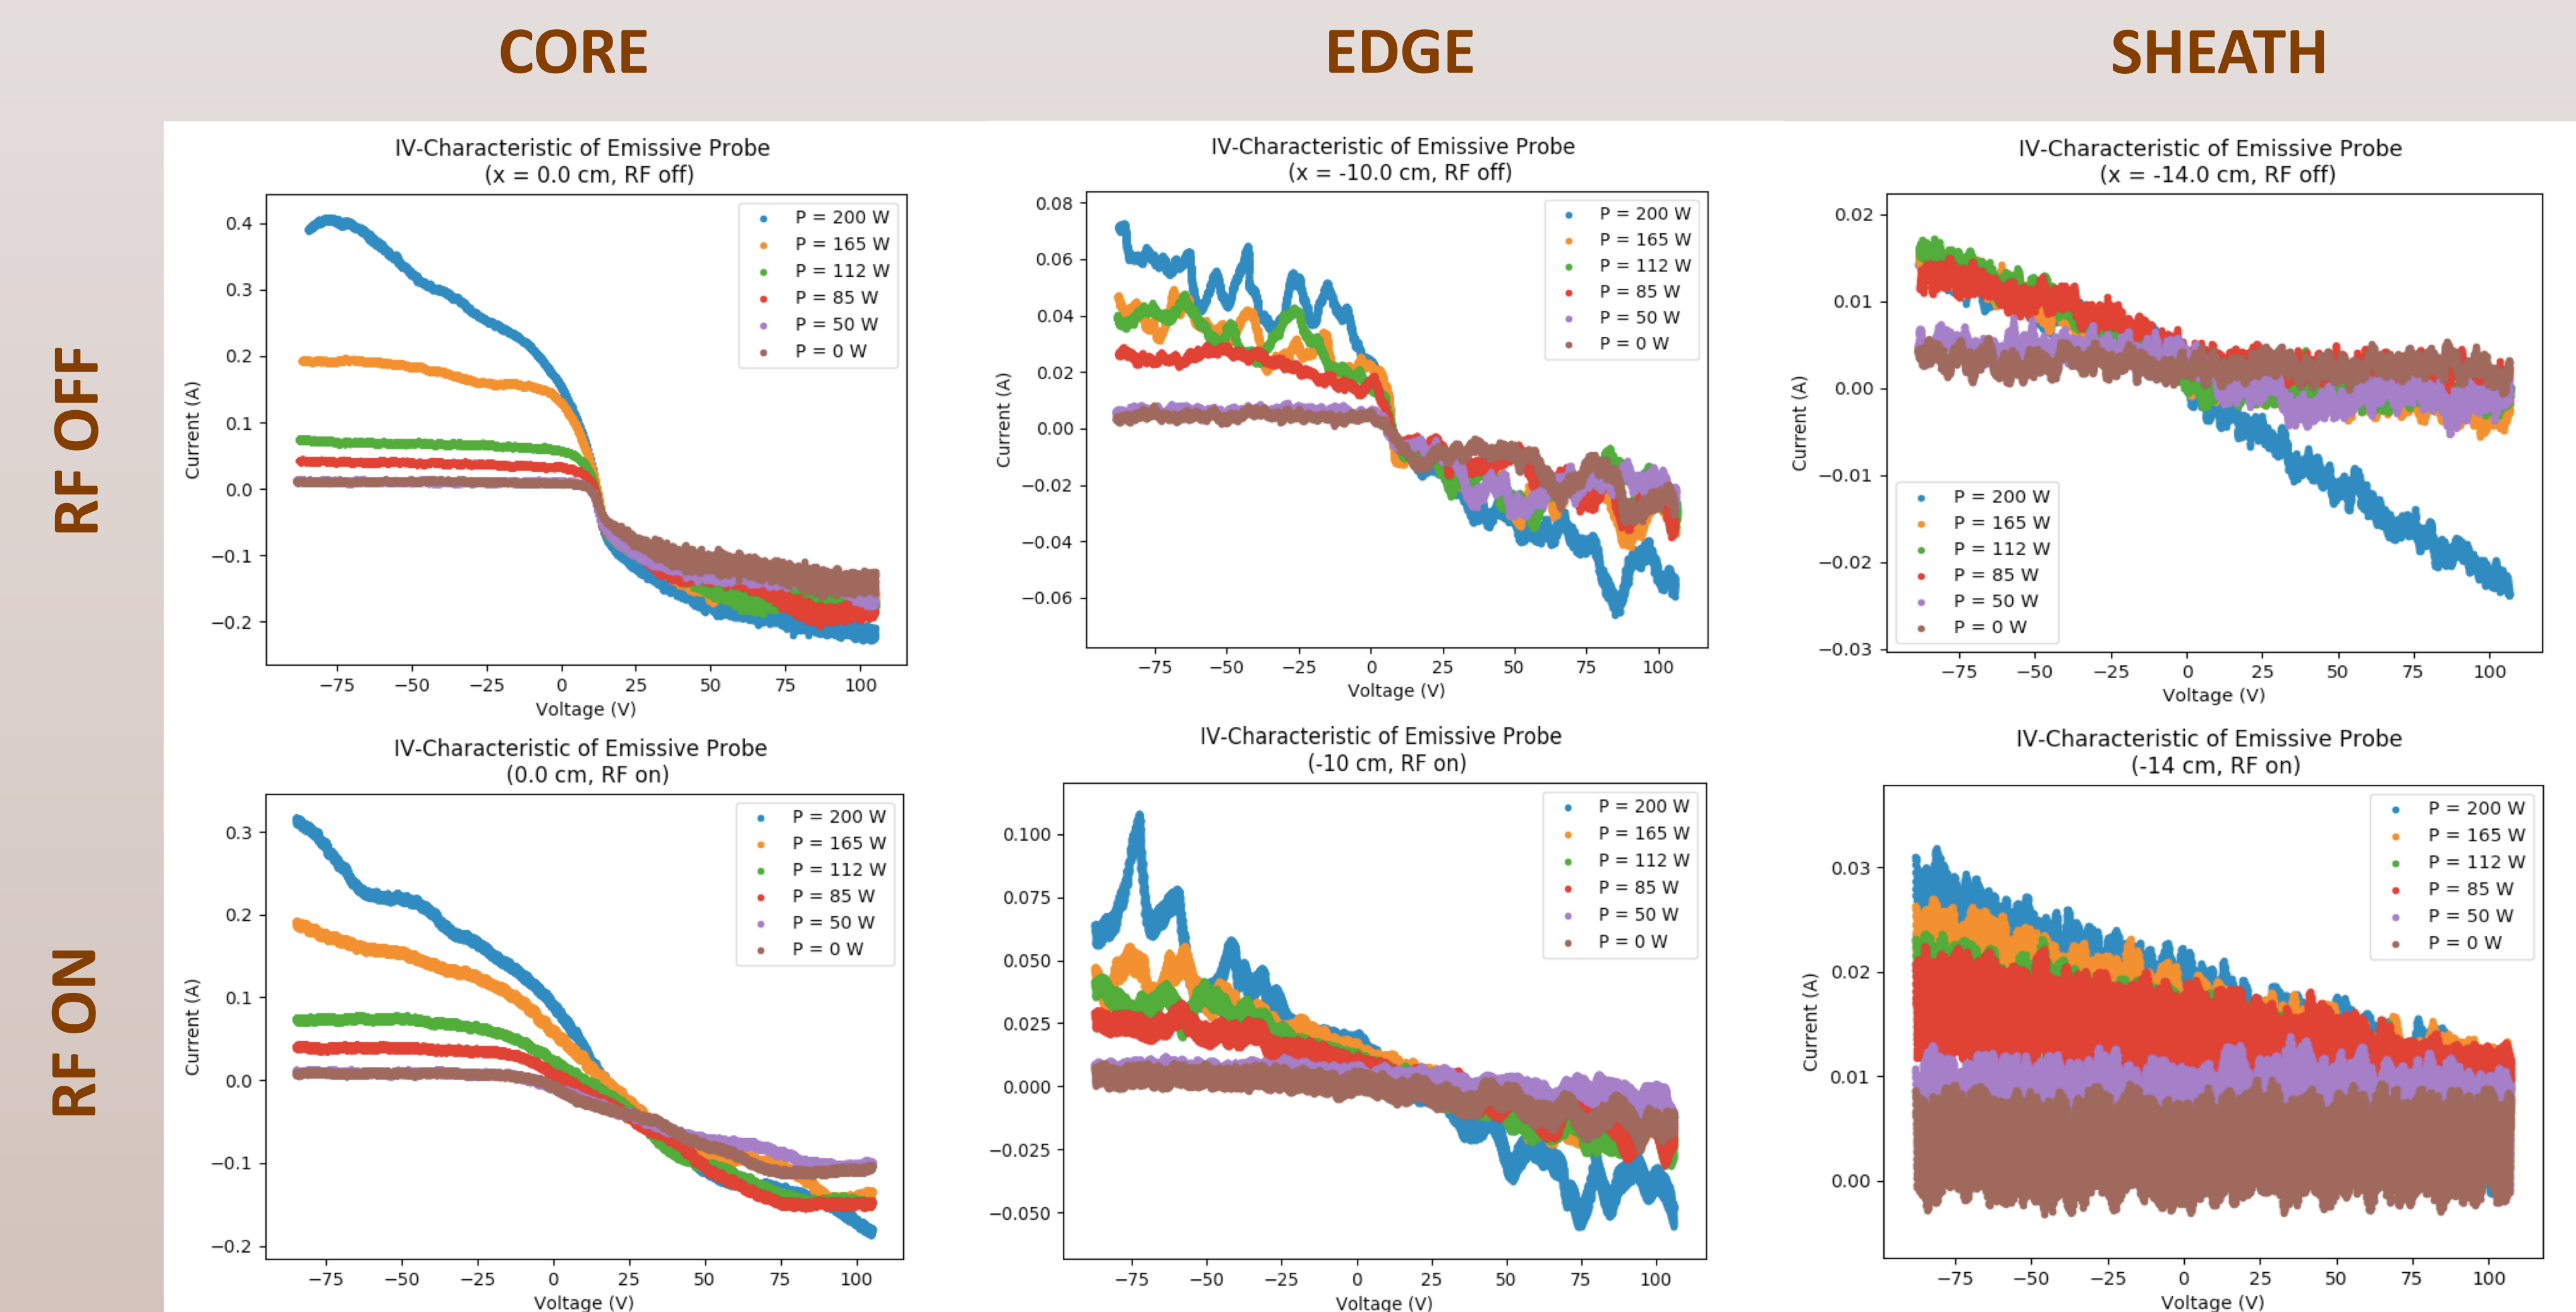 CORE
EDGE
SHEATH
RF OFF
IV-Characteristic of Emissive Probe
(x = 0.0 cm, RF off)
P = 200 W
P = 165 W
P = 112 W
P = 85 W
P = 50 W
P = 0 W
0.4
0.3
0.2
0.1
0.0
−0.1
−0.2
Current (A)
−75 −50 −25 0 25 50 75 100
Voltage (V)
IV-Characteristic of Emissive Probe
(x = -10.0 cm, RF off)
P = 200 W
P = 165 W
P = 112 W
P = 85 W
P = 50 W
P = 0 W
0.08
0.06
0.04
0.02
0.00
−0.02
−0.04
−0.06
Current (A)
−75 −50 −25 0 25 50 75 100
Voltage (V)
IV-Characteristic of Emissive Probe
(x = -14.0 cm, RF off)
0.02
0.01
0.00
−0.01
−0.02
−0.03
Current (A)
P = 200 W
P = 165 W
P = 112 W
P = 85 W
P = 50 W
P = 0 W
−75 −50 −25 0 25 50 75 100
Voltage (V)
RF ON
IV-Characteristic of Emissive Probe
(0.0 cm, RF on)
P = 200 W
P = 165 W
P = 112 W
P = 85 W
P = 50 W
P = 0 W
0.3
0.2
0.1
0.0
−0.1
−0.2
Current (A)
−75 −50 −25 0 25 50 75 100
Voltage (V)
IV-Characteristic of Emissive Probe
(-10 cm, RF on)
P = 200 W
P = 165 W
P = 112 W
P = 85 W
P = 50 W
P = 0 W
0.100
0.075
0.050
0.025
0.000
−0.025
−0.050
Current (A)
−75 −50 −25 0 25 50 75 100
Voltage (V)
IV-Characteristic of Emissive Probe
(-14 cm, RF on)
P = 200 W
P = 165 W
P = 112 W
P = 85 W
P = 50 W
P = 0 W
0.03
0.02
0.01
0.00
Current (A)
−75 −50 −25 0 25 50 75 100
Voltage (V)